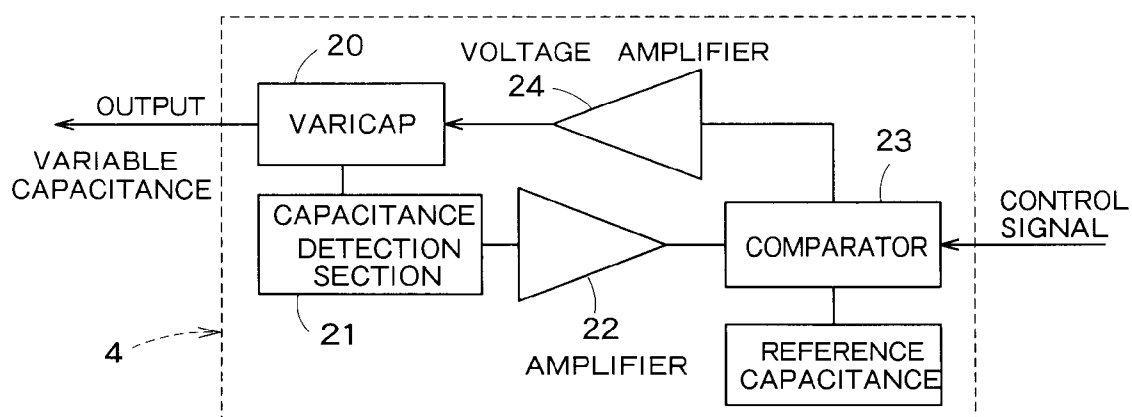 20
VOLTAGE AMPLIFIER
24
OUTPUT
VARICAP
23
VARIABLE
CAPACITANCE
CAPACITANCE
DETECTION
SECTION
CONTROL
SIGNAL
COMPARATOR
21
22
4
AMPLIFIER
REFERENCE
CAPACITANCE